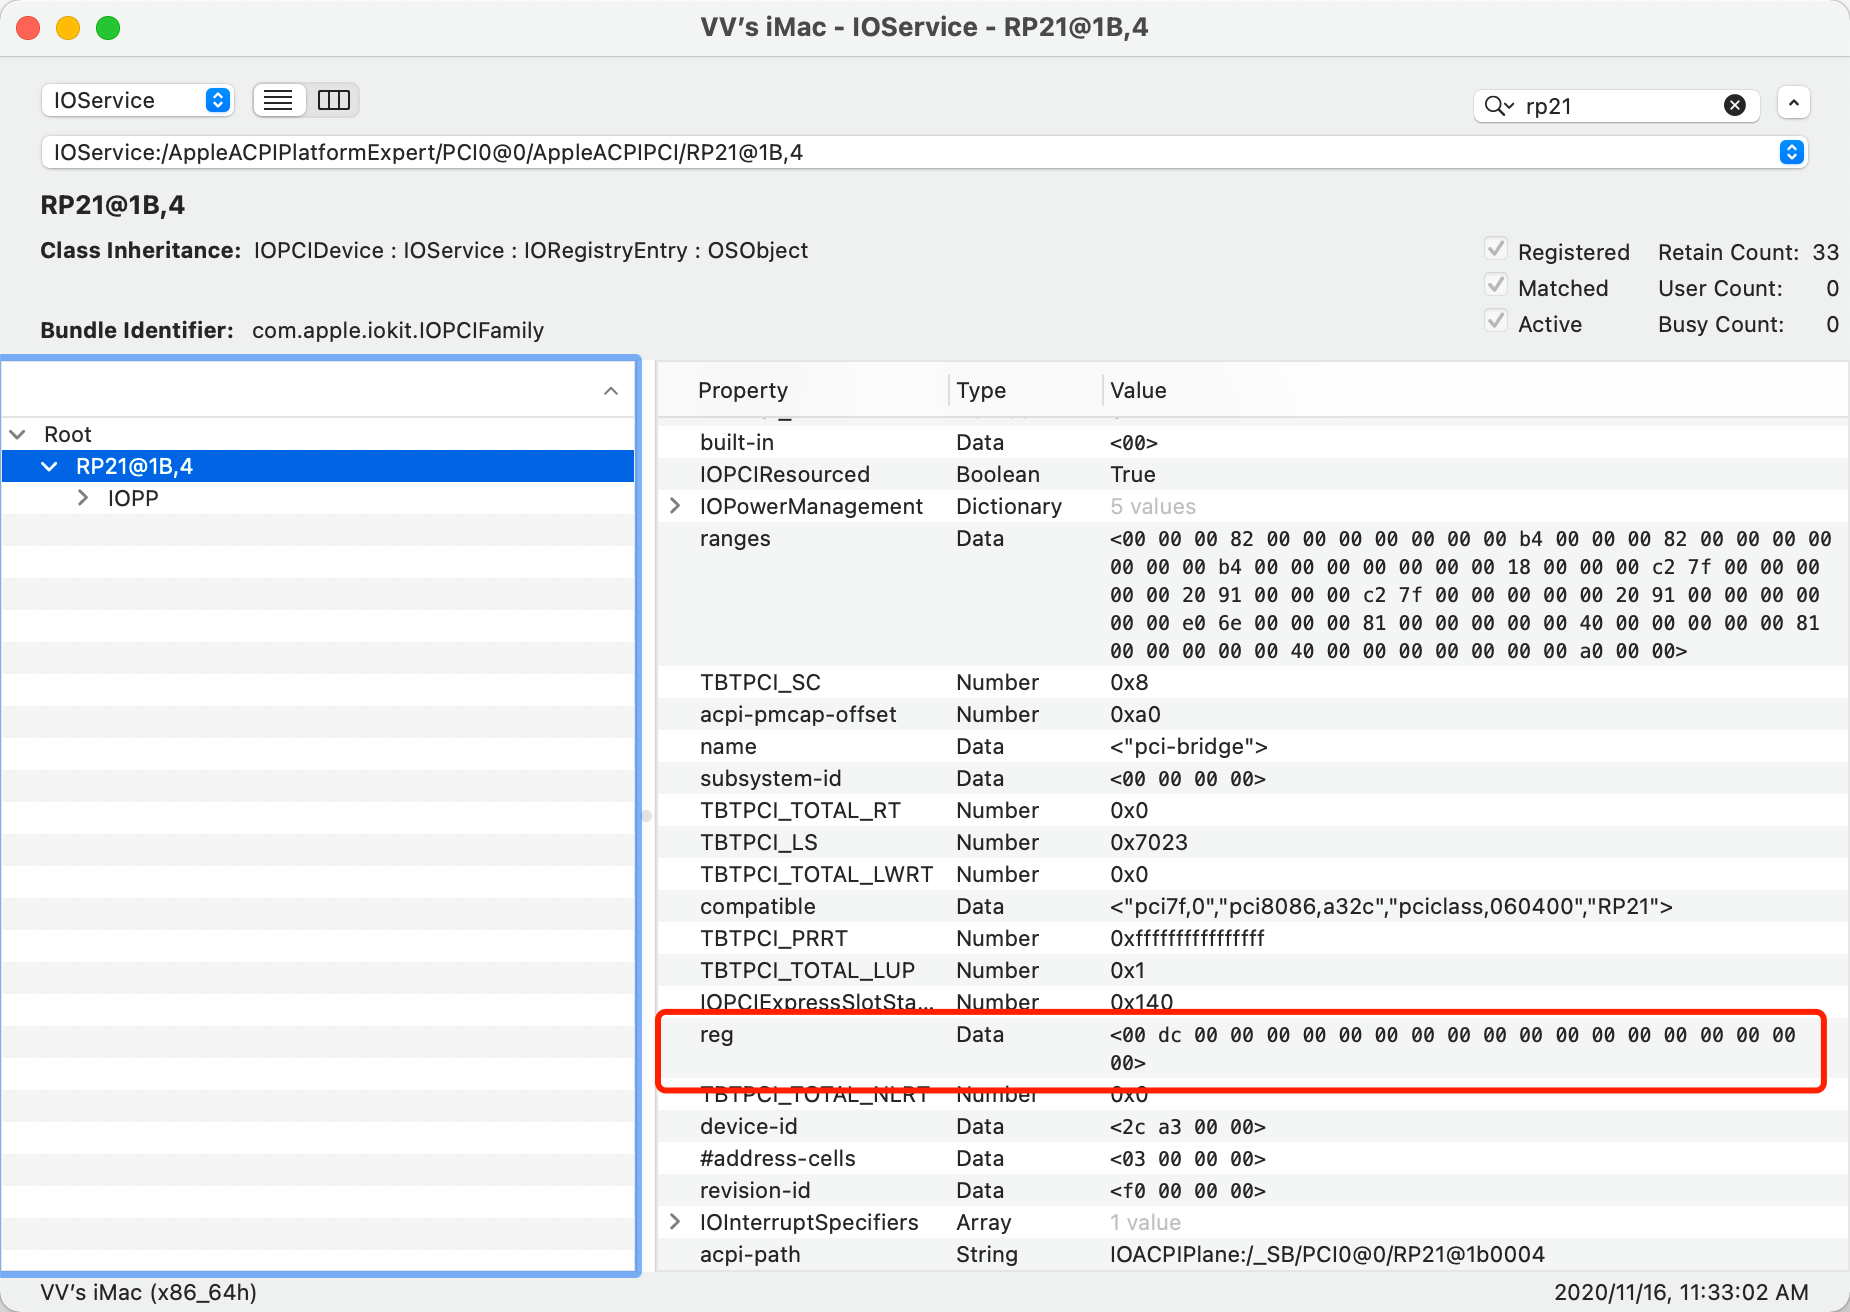 VV’s iMac - IOService - RP21@1B,4
IOService
rp21
IOService:/AppleACPIPlatformExpert/PCI0@0/AppleACPIPCI/RP21@1B,4
RP21@1B,4
Class Inheritance: IOPCIDevice : IOService : IORegistryEntry : OSObject
Registered Retain Count: 33
Matched User Count: 0
Active Busy Count: 0
Bundle Identifier: com.apple.iokit.IOPCIFamily
Root
RP21@1B,4
IOPP
Property Type Value
built-in Data <00>
IOPCIResourced Boolean True
IOPowerManagement Dictionary 5 values
ranges Data <00 00 00 82 00 00 00 00 00 00 00 b4 00 00 00 82 00 00 00 00
00 00 00 b4 00 00 00 00 00 00 00 18 00 00 00 c2 7f 00 00 00
00 00 20 91 00 00 00 c2 7f 00 00 00 00 00 20 91 00 00 00 00
00 00 e0 6e 00 00 00 81 00 00 00 00 00 40 00 00 00 00 00 81
00 00 00 00 00 40 00 00 00 00 00 00 00 a0 00 00>
TBTPCI_SC Number 0x8
acpi-pmcap-offset Number 0xa0
name Data <"pci-bridge">
subsystem-id Data <00 00 00 00>
TBTPCI_TOTAL_RT Number 0x0
TBTPCI_LS Number 0x7023
TBTPCI_TOTAL_LWRT Number 0x0
compatible Data <"pci7f,0","pci8086,a32c","pciclass,060400","RP21">
TBTPCI_PRRT Number 0xffffffffffffffff
TBTPCI_TOTAL_LUP Number 0x1
IOPCIExpressSlotSta... Number 0x140
reg Data <00 dc 00 00 00 00 00 00 00 00 00 00 00 00 00 00 00 00 00
00>
TBTPCI_TOTAL_NLRT Number 0x0
device-id Data <2c a3 00 00>
#address-cells Data <03 00 00 00>
revision-id Data <f0 00 00 00>
IOInterruptSpecifiers Array 1 value
acpi-path String IOACPIPlane:/_SB/PCI0@0/RP21@1b0004
VV’s iMac (x86_64h)
2020/11/16, 11:33:02 AM